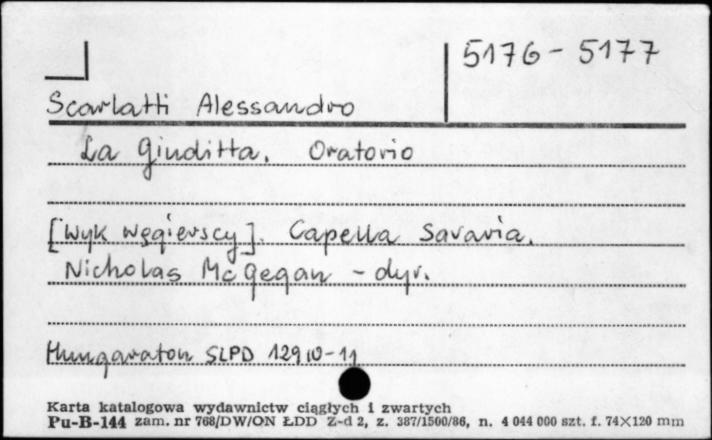 5176-5177
Scarlatti Alessandro
La Giuditta. Oratorio
[Wyk węgierscy]. Capella Savaria.
Nicholas McGegan - dyr.
Hungaraton SLPD 12910-11
Karta katalogowa wydawnictw ciągłych i zwartych
Pu-B-144 zam. nr 768/DW/ON ŁDD Z-d 2, z. 387/1500/86, n. 4 044 000 szt. f. 74×120 mm